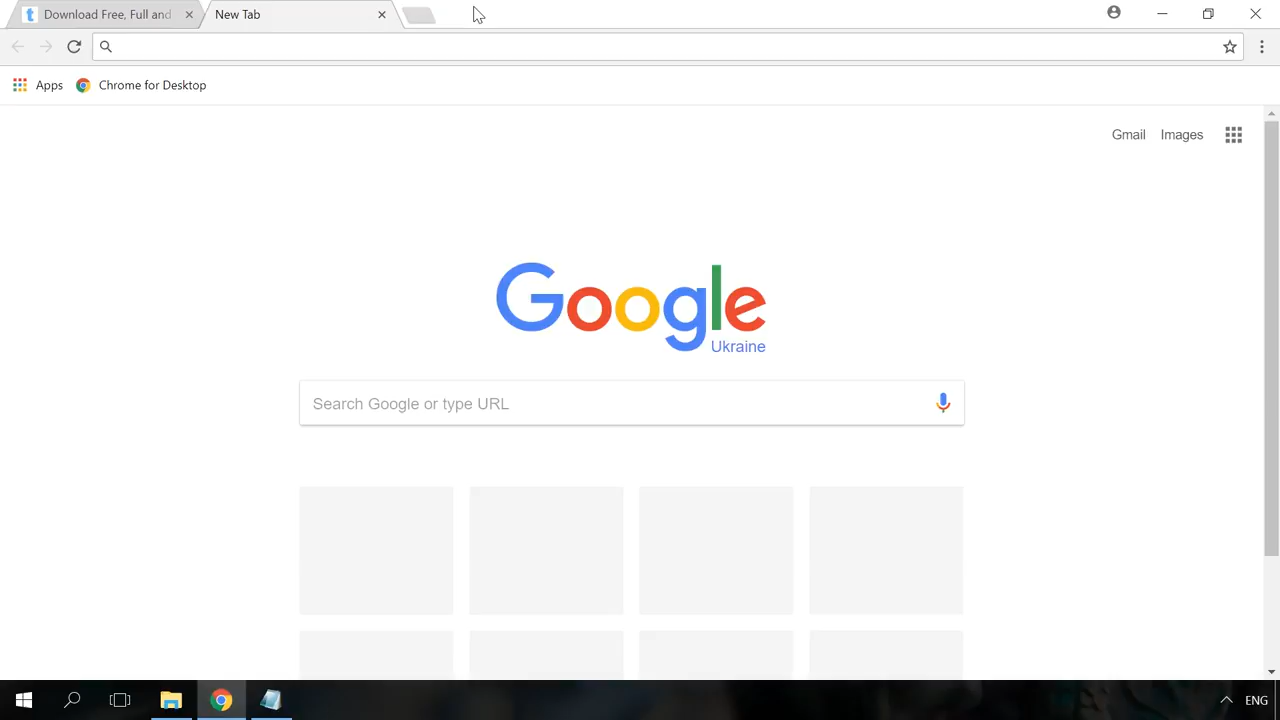 Download Free, Full and
New Tab
Apps
Chrome for Desktop
Gmail
Images
Google
Ukraine
Search Google or type URL
ENG